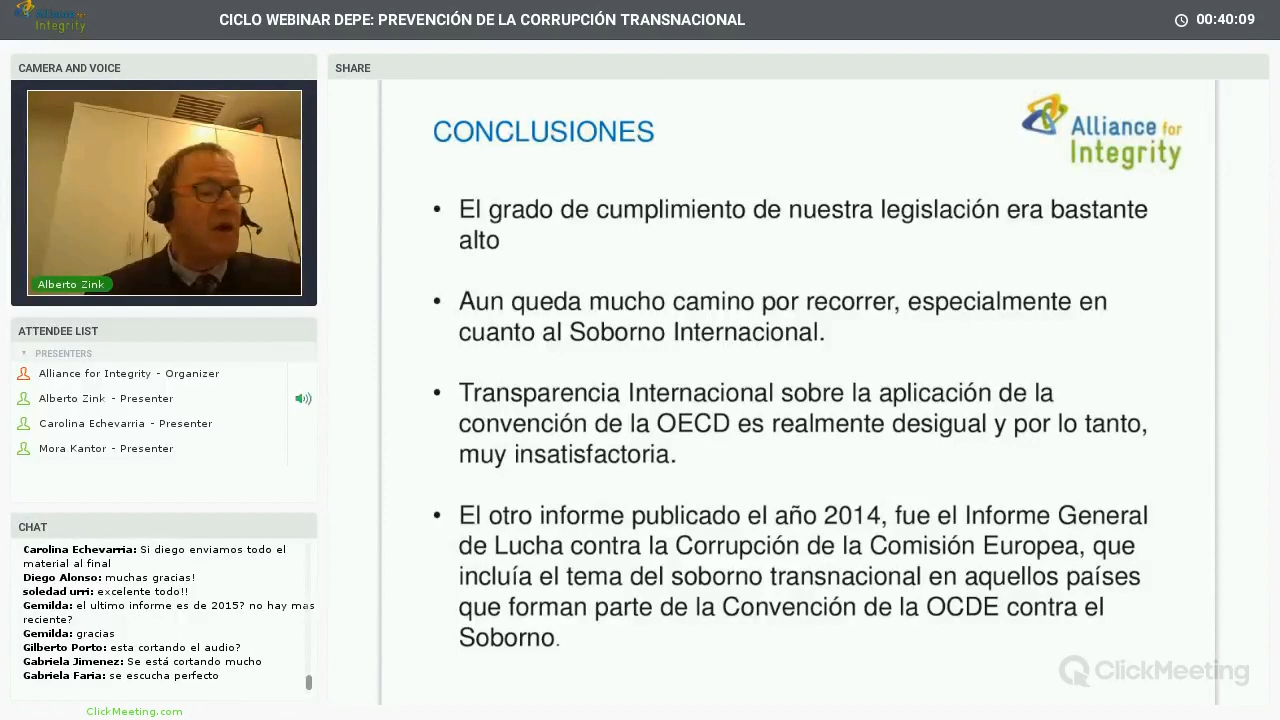 Alliance for
Integrity
CICLO WEBINAR DEPE: PREVENCIÓN DE LA CORRUPCIÓN TRANSNACIONAL
00:40:09
CAMERA AND VOICE
Alberto Zink
ATTENDEE LIST
PRESENTERS
Alliance for Integrity - Organizer
Alberto Zink - Presenter
Carolina Echevarria - Presenter
Mora Kantor - Presenter
CHAT
Carolina Echevarria: Si diego enviamos todo el
material al final
Diego Alonso: muchas gracias!
soledad urri: excelente todo!!
Gemilda: el ultimo informe es de 2015? no hay mas
reciente?
Gemilda: gracias
Gilberto Porto: esta cortando el audio?
Gabriela Jimenez: Se está cortando mucho
Gabriela Faria: se escucha perfecto
ClickMeeting.com
SHARE
CONCLUSIONES
Alliance for
Integrity
• El grado de cumplimiento de nuestra legislación era bastante
alto
• Aun queda mucho camino por recorrer, especialmente en
cuanto al Soborno Internacional.
• Transparencia Internacional sobre la aplicación de la
convención de la OECD es realmente desigual y por lo tanto,
muy insatisfactoria.
• El otro informe publicado el año 2014, fue el Informe General
de Lucha contra la Corrupción de la Comisión Europea, que
incluía el tema del soborno transnacional en aquellos países
que forman parte de la Convención de la OCDE contra el
Soborno.
ClickMeeting